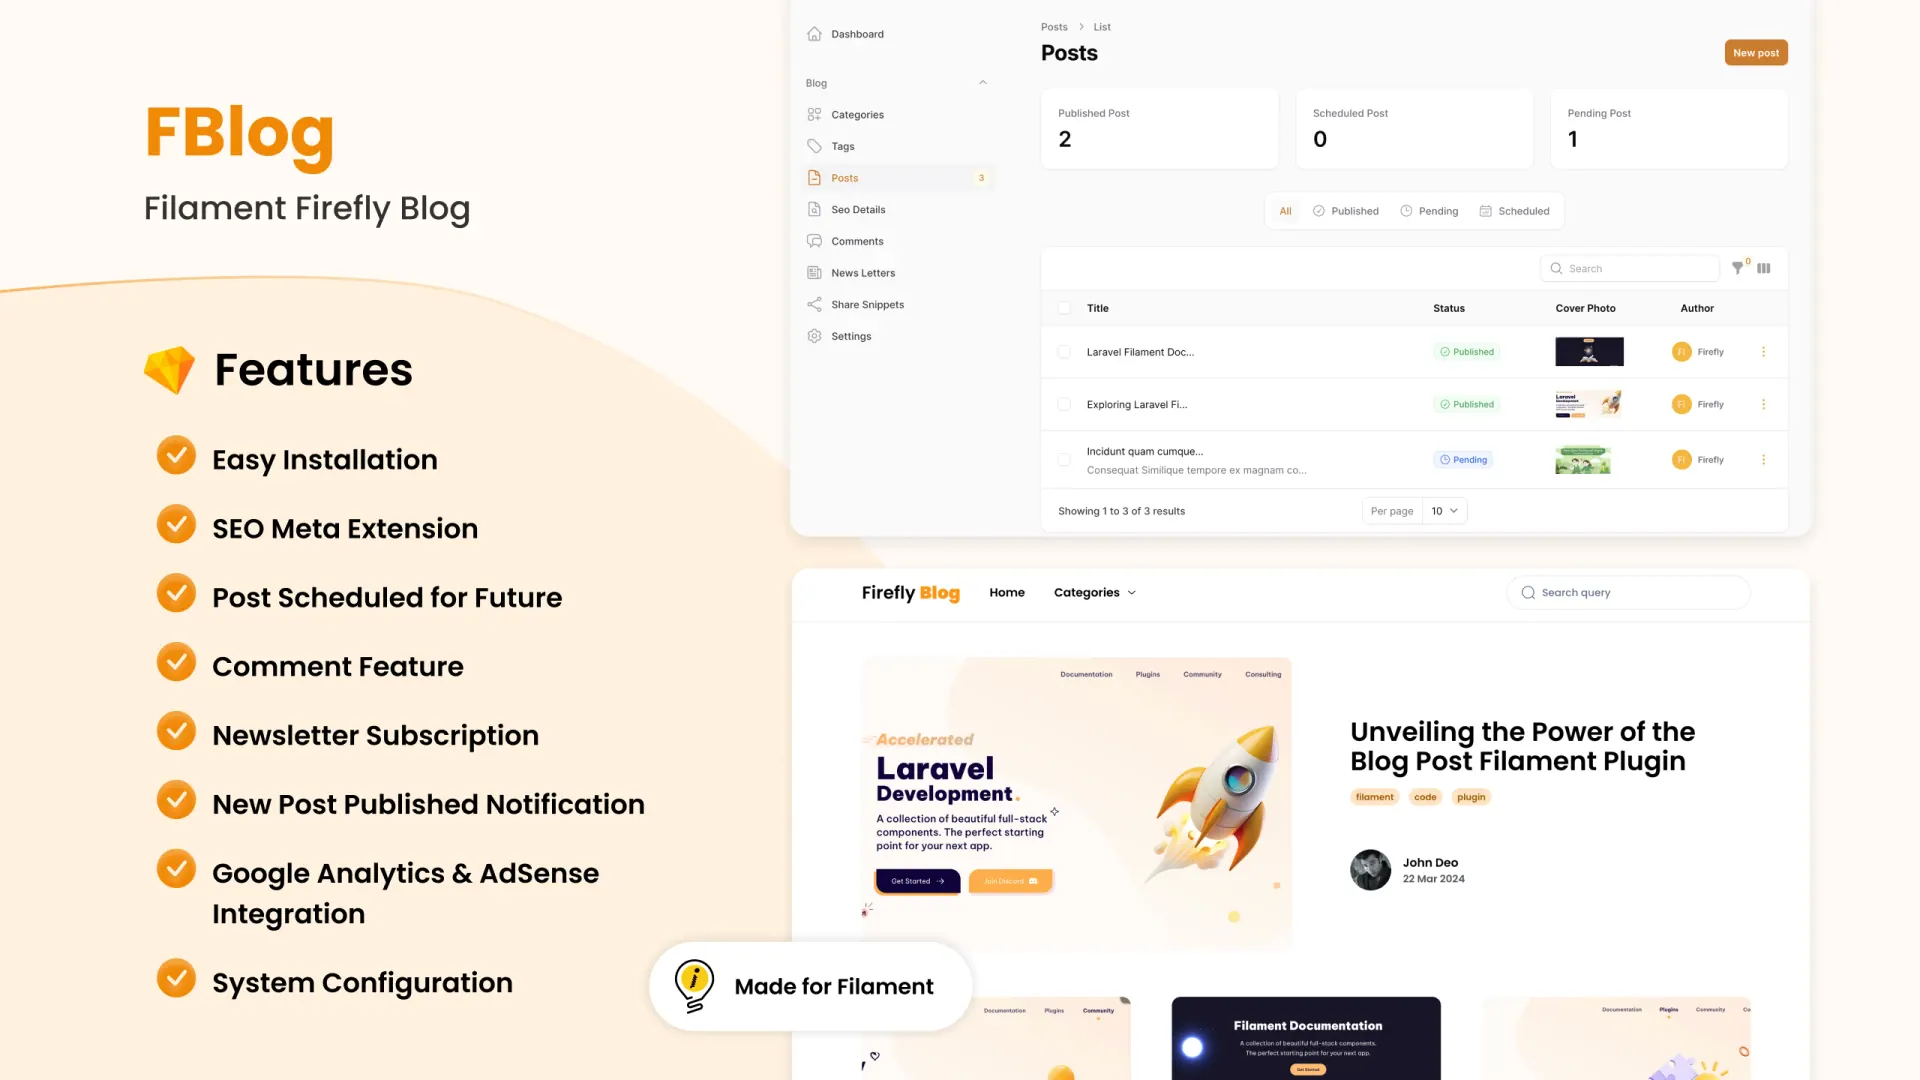 FBlog
Filament Firefly Blog
Features
Easy Installation
SEO Meta Extension
Post Scheduled for Future
Comment Feature
Newsletter Subscription
New Post Published Notification
Google Analytics & AdSense
Integration
System Configuration
Made for Filament
Dashboard
Blog
Categories
Tags
Posts 3
Seo Details
Comments
News Letters
Share Snippets
Settings
Posts > List
Posts
New post
Published Post
2
Scheduled Post
0
Pending Post
1
All Published Pending Scheduled
Search 0
Title Status Cover Photo Author
Laravel Filament Doc... Published FI Firefly
Exploring Laravel Fi... Published FI Firefly
Incidunt quam cumque... Pending FI Firefly
Consequat Similique tempore ex magnam co...
Showing 1 to 3 of 3 results
Per page 10
Firefly Blog Home Categories Search query
Documentation Plugins Community Consulting
Accelerated
Laravel
Development.
A collection of beautiful full-stack
components. The perfect starting
point for your next app.
Get Started → Join Discord
Unveiling the Power of the
Blog Post Filament Plugin
filament code plugin
John Deo
22 Mar 2024
Documentation Plugins Community
Filament Documentation
A collection of beautiful full-stack components.
The perfect starting point for your next app.
Get Started
Documentation Plugins Community Co